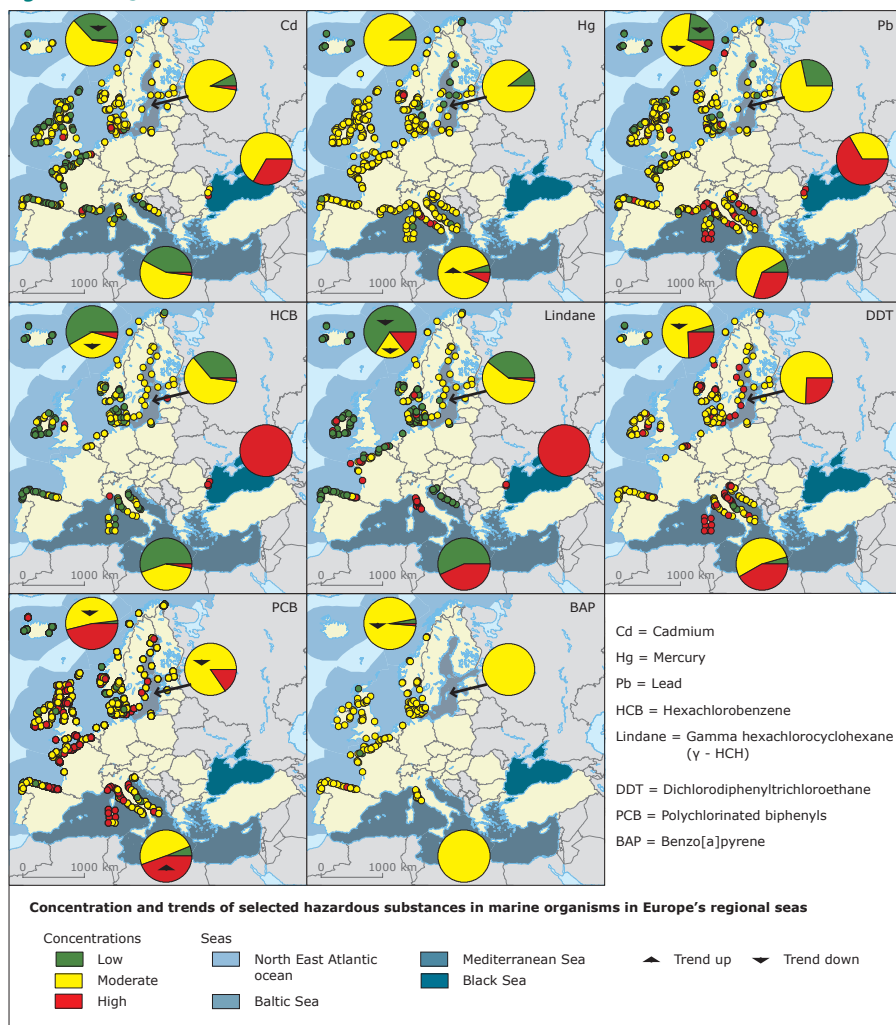 Cd
Hg
Pb
0 1000 km
0 1000 km
0 1000 km
HCB
Lindane
DDT
0 1000 km
0 1000 km
0 1000 km
PCB
BAP
0 1000 km
0 1000 km
Cd = Cadmium
Hg = Mercury
Pb = Lead
HCB = Hexachlorobenzene
Lindane = Gamma hexachlorocyclohexane
(γ - HCH)
DDT = Dichlorodiphenyltrichloroethane
PCB = Polychlorinated biphenyls
BAP = Benzo[a]pyrene
Concentration and trends of selected hazardous substances in marine organisms in Europe's regional seas
Concentrations
Low
Moderate
High
Seas
North East Atlantic
ocean
Baltic Sea
Mediterranean Sea
Black Sea
Trend up
Trend down